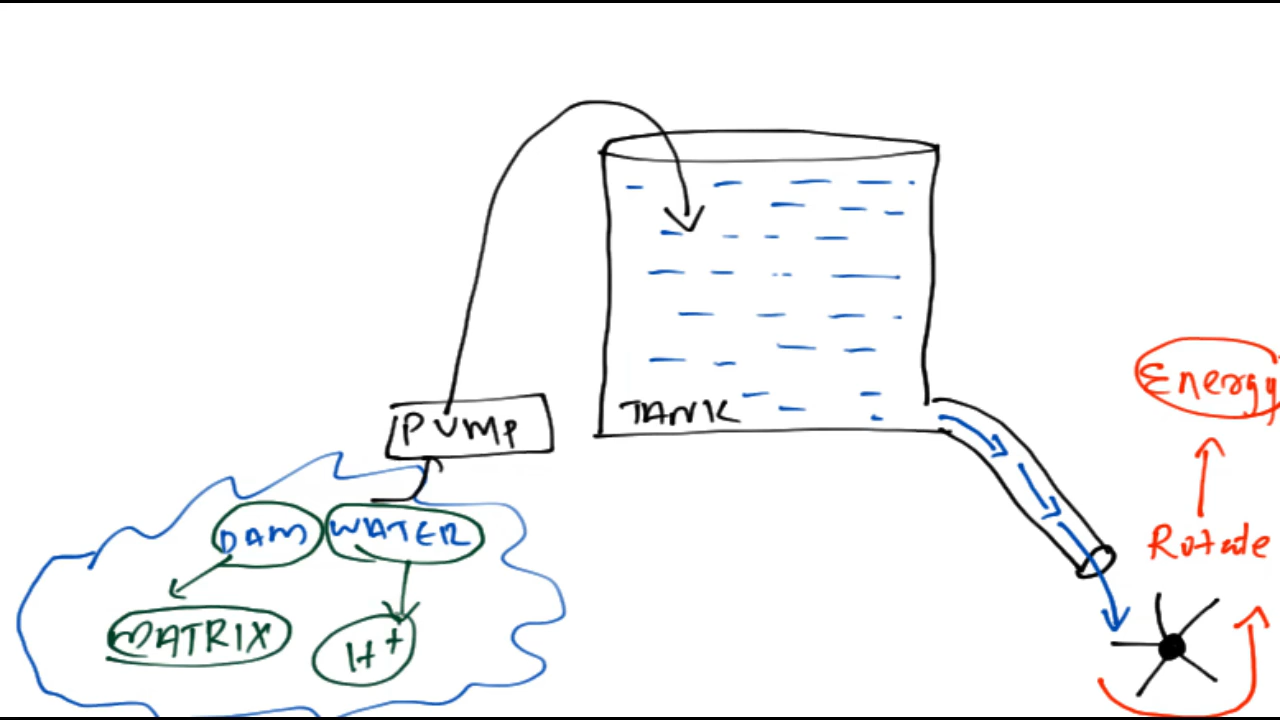 TANK
PUMP
Energy
DAM WATER
Rotate
MATRIX
H+